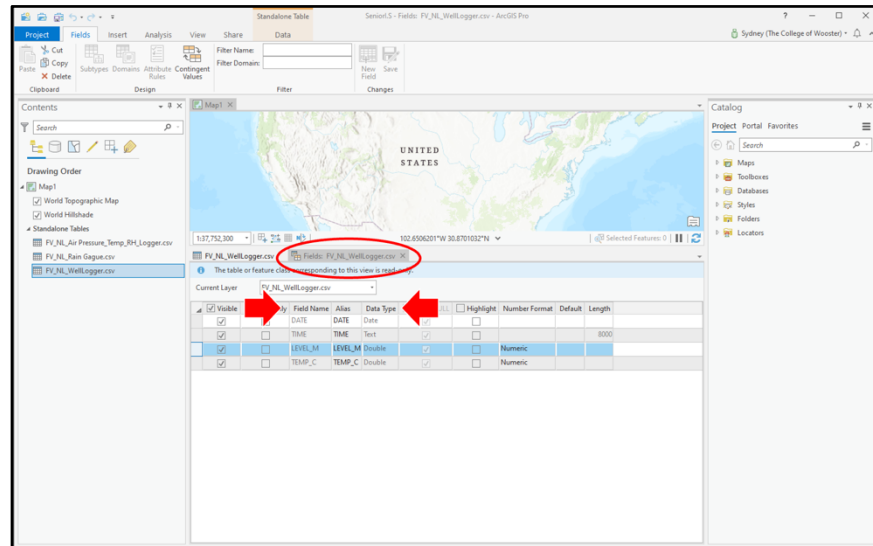 Standalone Table
SeniorI.S - Fields: FV_NL_WellLogger.csv - ArcGIS Pro
Project Fields Insert Analysis View Share Data
Sydney (The College of Wooster)
Cut
Copy
Paste
Delete
Subtypes Domains Attribute Rules
Contingent Values
Filter Name:
Filter Domain:
New Field
Save
Clipboard Design Filter Changes
Contents
Search
Drawing Order
Map1
World Topographic Map
World Hillshade
Standalone Tables
FV_NL_Air Pressure_Temp_RH_Logger.csv
FV_NL_Rain Gague.csv
FV_NL_WellLogger.csv
Map1
UNITED
STATES
1:37,752,300
102.6506201°W 30.8701032°N
Selected Features: 0
FV_NL_WellLogger.csv
Fields: FV_NL_WellLogger.csv
The table or feature class corresponding to this view is read-only.
Current Layer FV_NL_WellLogger.csv
Visible Field Name Alias Data Type Highlight Number Format Default Length
DATE DATE Date
TIME TIME Text 8000
LEVEL_M LEVEL_M Double Numeric
TEMP_C TEMP_C Double Numeric
Catalog
Project Portal Favorites
Search
Maps
Toolboxes
Databases
Styles
Folders
Locators